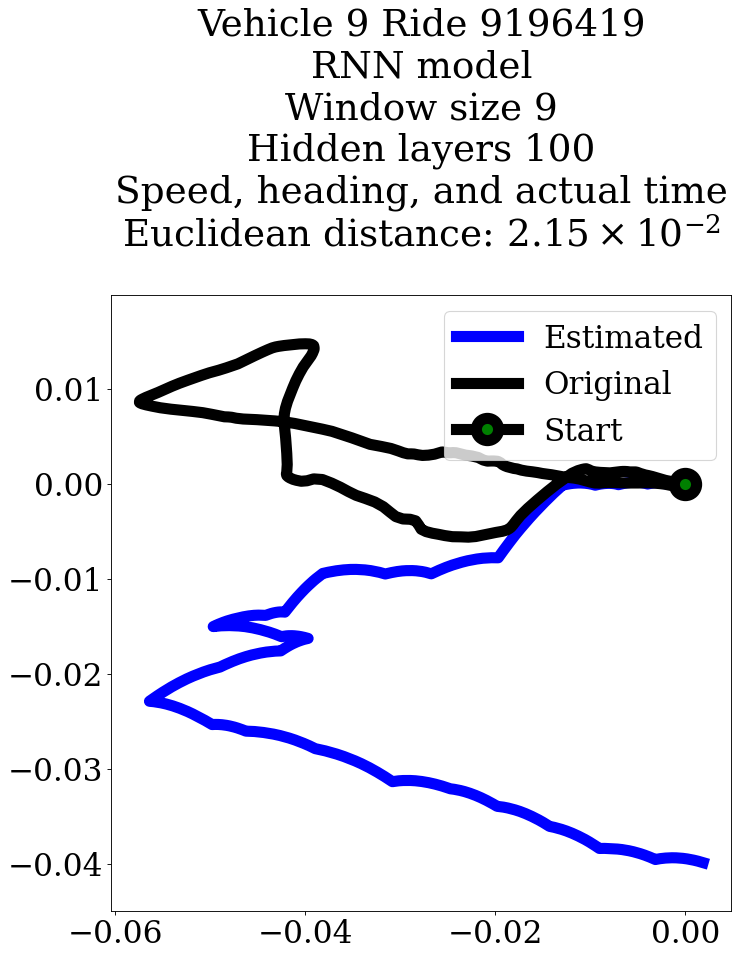 Vehicle 9 Ride 9196419
RNN model
Window size 9
Hidden layers 100
Speed, heading, and actual time
Euclidean distance: 2.15 × 10⁻²
Estimated
Original
Start
0.01
0.00
−0.01
−0.02
−0.03
−0.04
−0.06 −0.04 −0.02 0.00